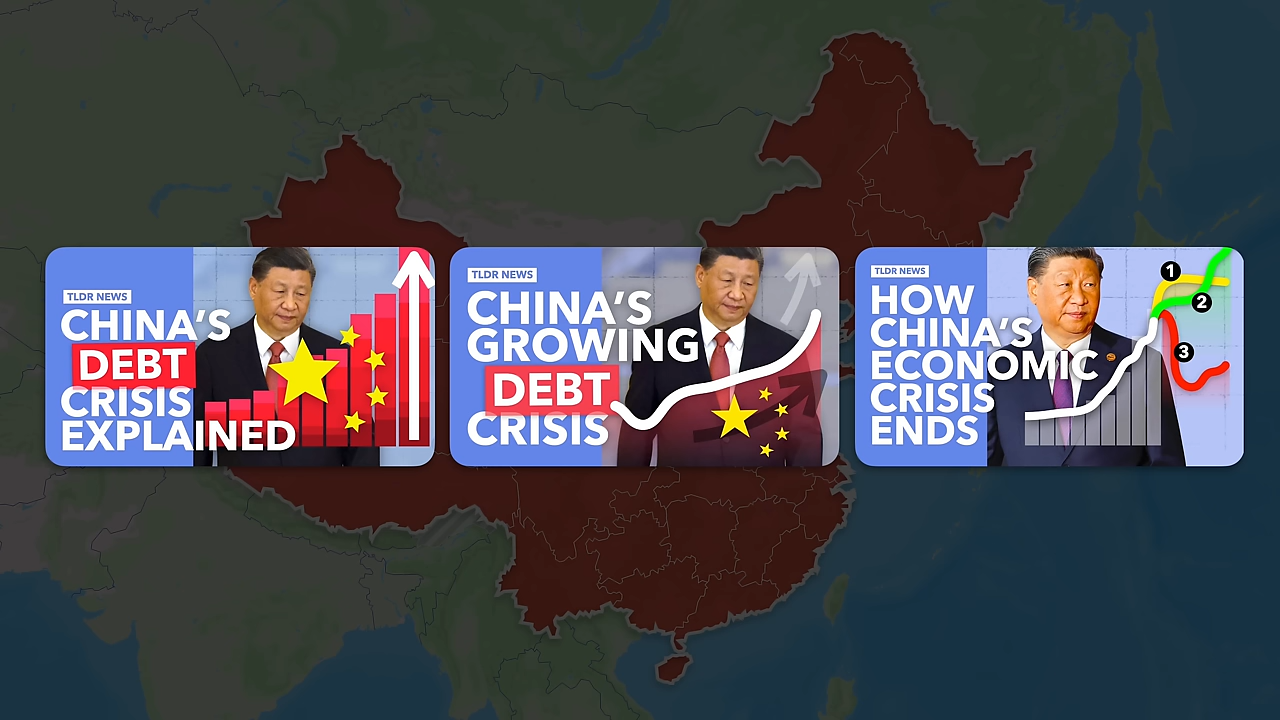 TLDR NEWS
CHINA'S
DEBT
CRISIS
EXPLAINED
TLDR NEWS
CHINA'S
GROWING
DEBT
CRISIS
TLDR NEWS
HOW
CHINA'S
ECONOMIC
CRISIS
ENDS
1
2
3